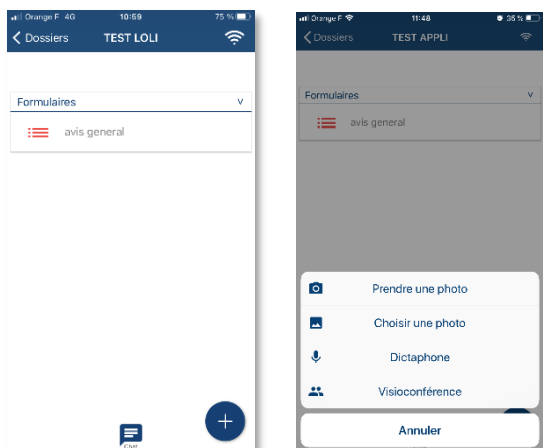 Orange F 4G 10:59 75 %
Dossiers TEST LOLI
Formulaires v
avis general
Chat
Orange F 11:48 35 %
Dossiers TEST APPLI
Formulaires v
avis general
Prendre une photo
Choisir une photo
Dictaphone
Visioconférence
Annuler